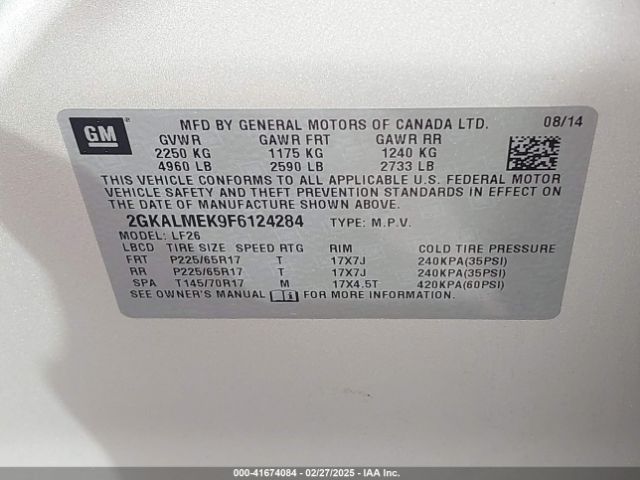 GM
MFD BY GENERAL MOTORS OF CANADA LTD. 08/14
GVWR GAWR FRT GAWR RR
2250 KG 1175 KG 1240 KG
4960 LB 2590 LB 2733 LB
THIS VEHICLE CONFORMS TO ALL APPLICABLE U.S. FEDERAL MOTOR
VEHICLE SAFETY AND THEFT PREVENTION STANDARDS IN EFFECT ON
THE DATE OF MANUFACTURE SHOWN ABOVE.
2GKALMEK9F6124284 TYPE: M.P.V.
MODEL: LF26
LBCD TIRE SIZE SPEED RTG RIM COLD TIRE PRESSURE
FRT P225/65R17 T 17X7J 240KPA(35PSI)
RR P225/65R17 T 17X7J 240KPA(35PSI)
SPA T145/70R17 M 17X4.5T 420KPA(60PSI)
SEE OWNER'S MANUAL FOR MORE INFORMATION.
000-41674084 - 02/27/2025 - IAA Inc.